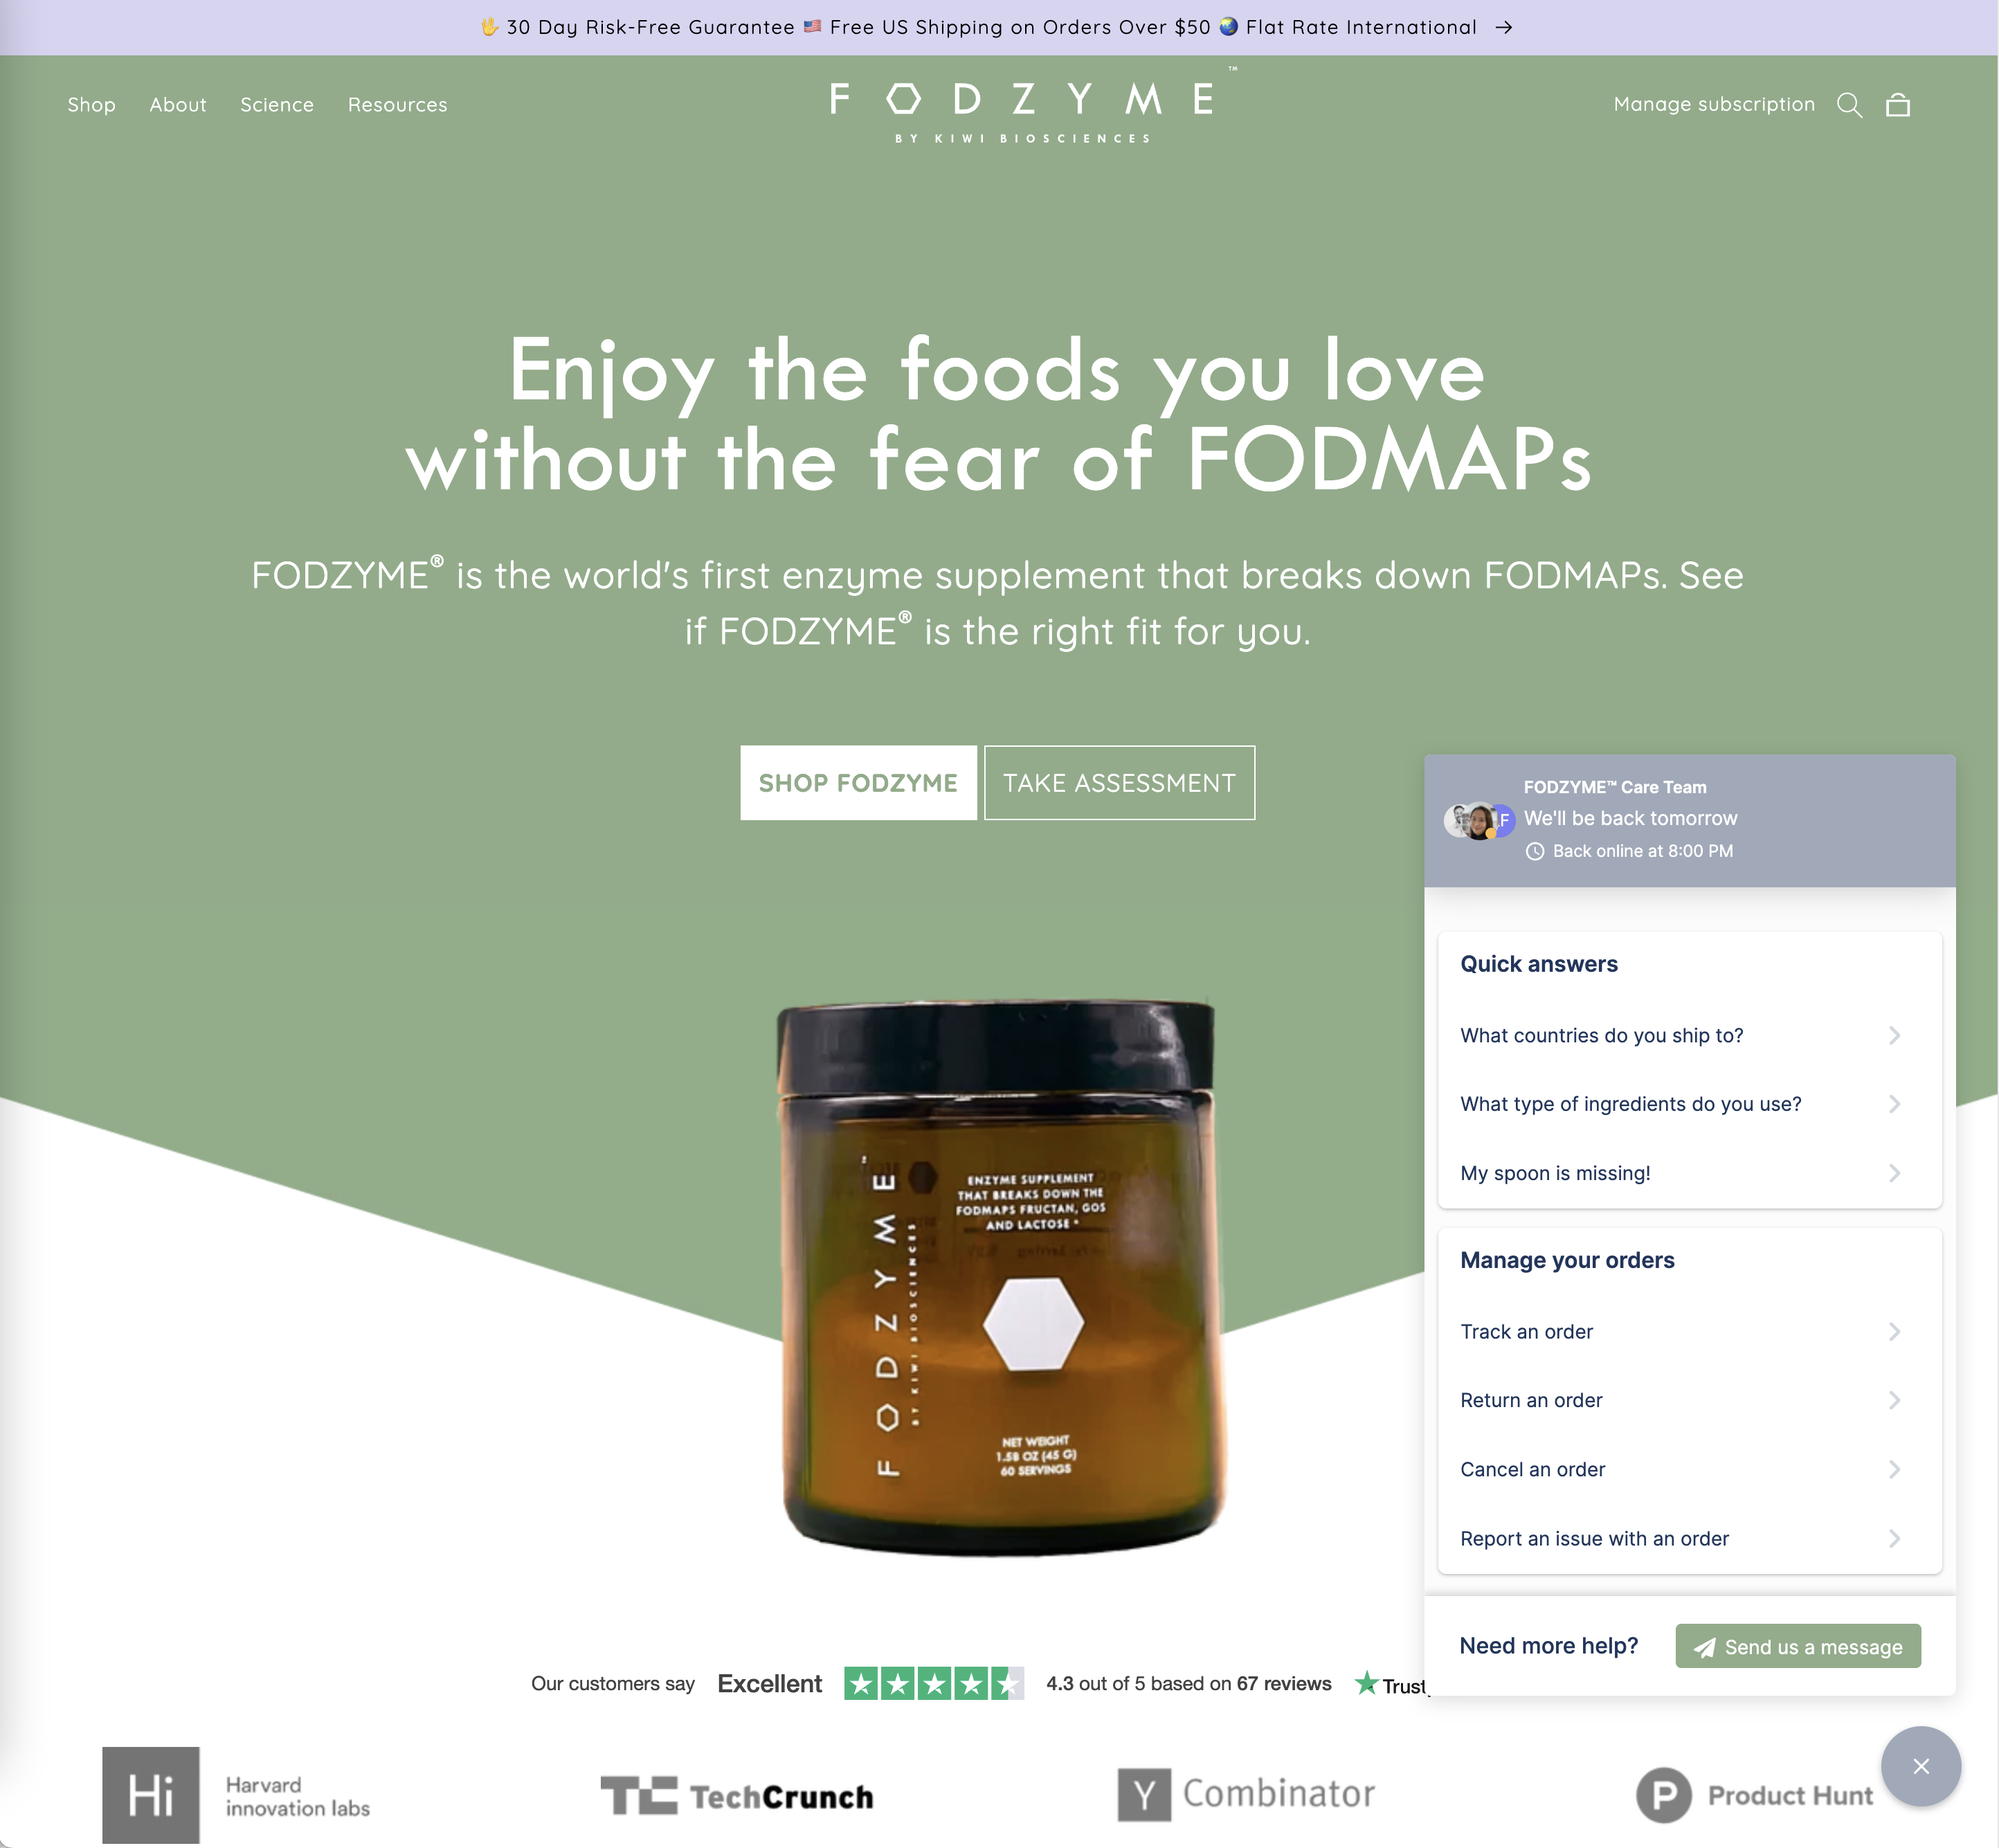 🖖 30 Day Risk-Free Guarantee 🇺🇸 Free US Shipping on Orders Over $50 🌏 Flat Rate International →
Shop About Science Resources
FODZYME™
BY KIWI BIOSCIENCES
Manage subscription
Enjoy the foods you love
without the fear of FODMAPs
FODZYME® is the world's first enzyme supplement that breaks down FODMAPs. See
if FODZYME® is the right fit for you.
SHOP FODZYME
TAKE ASSESSMENT
FODZYME™
BY KIWI BIOSCIENCES
ENZYME SUPPLEMENT
THAT BREAKS DOWN THE
FODMAPS FRUCTAN, GOS
AND LACTOSE *
NET WEIGHT
1.58 OZ (45 G)
60 SERVINGS
FODZYME™ Care Team
F
We'll be back tomorrow
Back online at 8:00 PM
Quick answers
What countries do you ship to?
What type of ingredients do you use?
My spoon is missing!
Manage your orders
Track an order
Return an order
Cancel an order
Report an issue with an order
Need more help?
Send us a message
Our customers say Excellent 4.3 out of 5 based on 67 reviews Trust
Hi Harvard
innovation labs
TC TechCrunch
Y Combinator
P Product Hunt